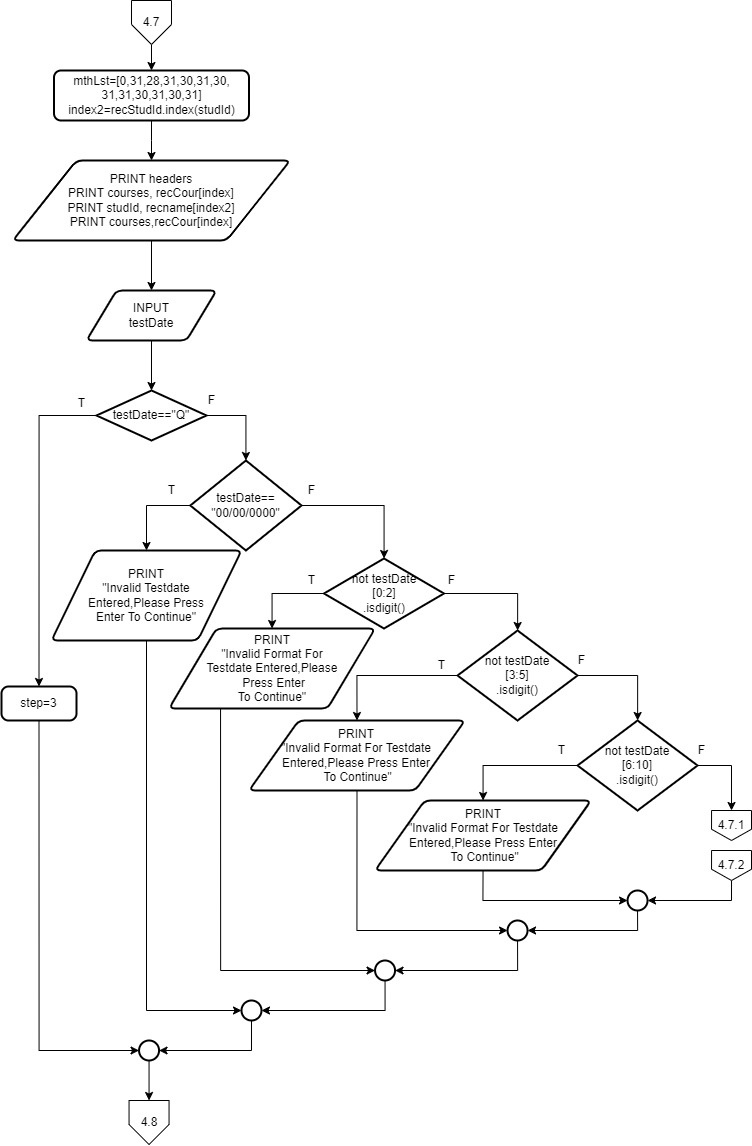 4.7
mthLst=[0,31,28,31,30,31,30,
31,31,30,31,30,31]
index2=recStudId.index(studId)
PRINT headers
PRINT courses, recCour[index]
PRINT studId, recname[index2]
PRINT courses,recCour[index]
INPUT
testDate
T
testDate=="Q"
F
T
testDate==
"00/00/0000"
F
PRINT
"Invalid Testdate
Entered,Please Press
Enter To Continue"
T
not testDate
[0:2]
.isdigit()
F
PRINT
"Invalid Format For
Testdate Entered,Please
Press Enter
To Continue"
T
not testDate
[3:5]
.isdigit()
F
step=3
PRINT
"Invalid Format For Testdate
Entered,Please Press Enter
To Continue"
T
not testDate
[6:10]
.isdigit()
F
PRINT
"Invalid Format For Testdate
Entered,Please Press Enter
To Continue"
4.7.1
4.7.2
4.8